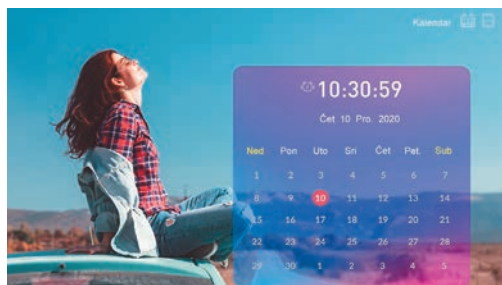 Kalendar
10:30:59
Čet 10 Pro. 2020
Ned Pon Uto Sri Čet Pet. Sub
1 2 3 4 5 6 7
8 9 10 11 12 13 14
15 16 17 18 19 20 21
22 23 24 25 26 27 28
29 30 1 2 3 4 5